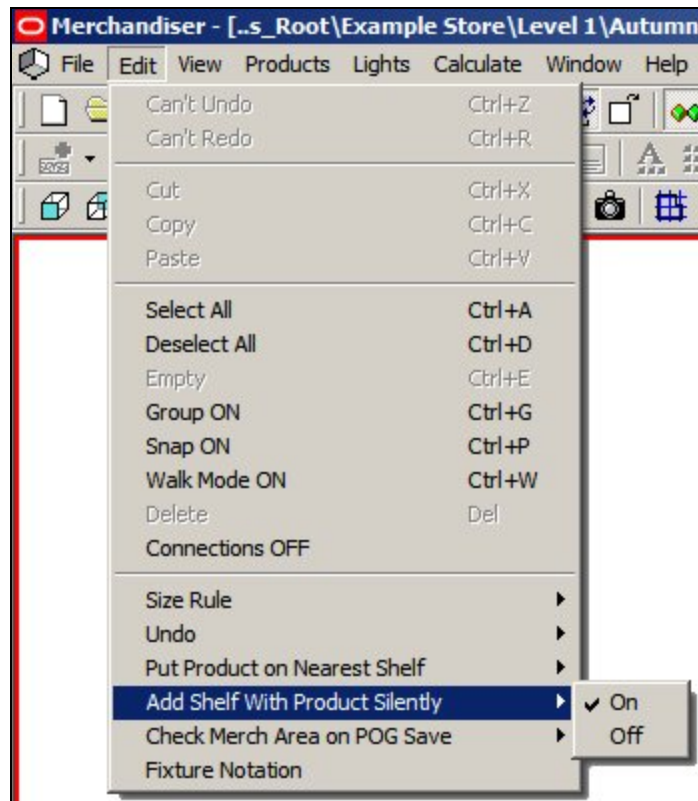 Merchandiser - [..s_Root\Example Store\Level 1\Autumn
File Edit View Products Lights Calculate Window Help
Can't Undo Ctrl+Z
Can't Redo Ctrl+R
Cut Ctrl+X
Copy Ctrl+C
Paste Ctrl+V
Select All Ctrl+A
Deselect All Ctrl+D
Empty Ctrl+E
Group ON Ctrl+G
Snap ON Ctrl+P
Walk Mode ON Ctrl+W
Delete Del
Connections OFF
Size Rule
Undo
Put Product on Nearest Shelf
Add Shelf With Product Silently
On
Check Merch Area on POG Save
Off
Fixture Notation